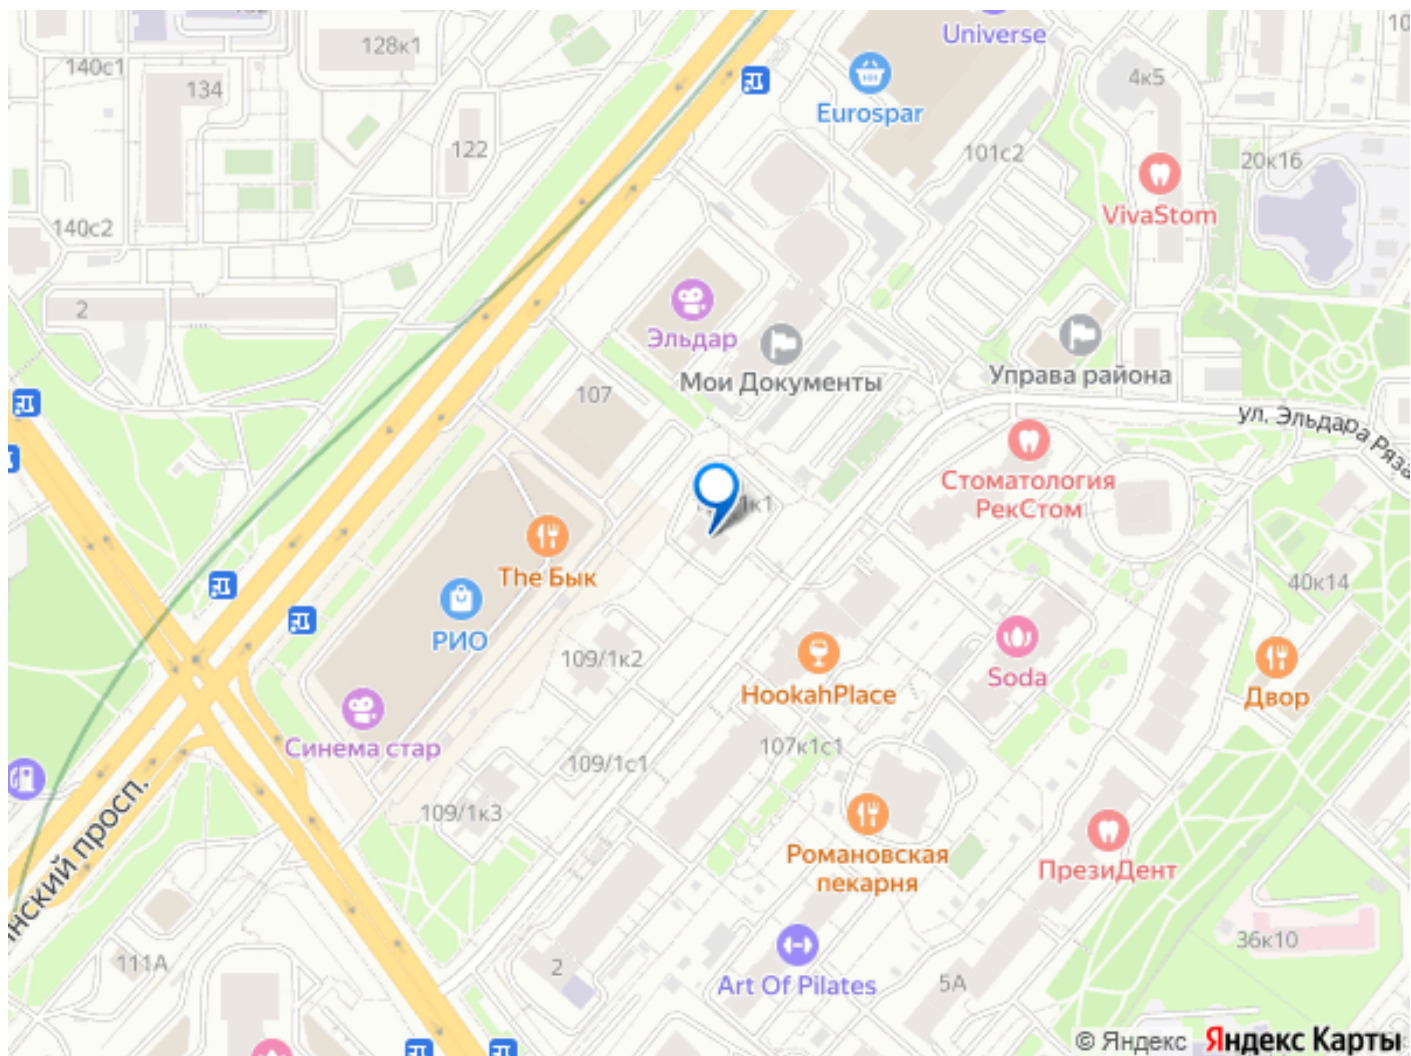 Universe
128к1
140с1
134
4к5
Eurospar
122
101с2
20к16
VivaStom
140с2
2
Эльдар
Управа района
Мои Документы
107
ул. Эльдара Ряза
Стоматология
РекСтом
1к1
The Бык
40к14
РИО
109/1к2
Soda
HookahPlace
Двор
Синема стар
107к1с1
109/1с1
109/1к3
Романовская
пекарня
ПрезиДент
нский просп.
36к10
111А
2
Art Of Pilates
5А
© Яндекс Яндекс Карты